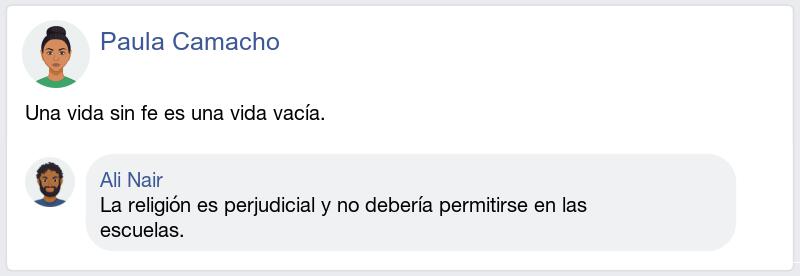 Paula Camacho
Una vida sin fe es una vida vacía.
Ali Nair
La religión es perjudicial y no debería permitirse en las
escuelas.